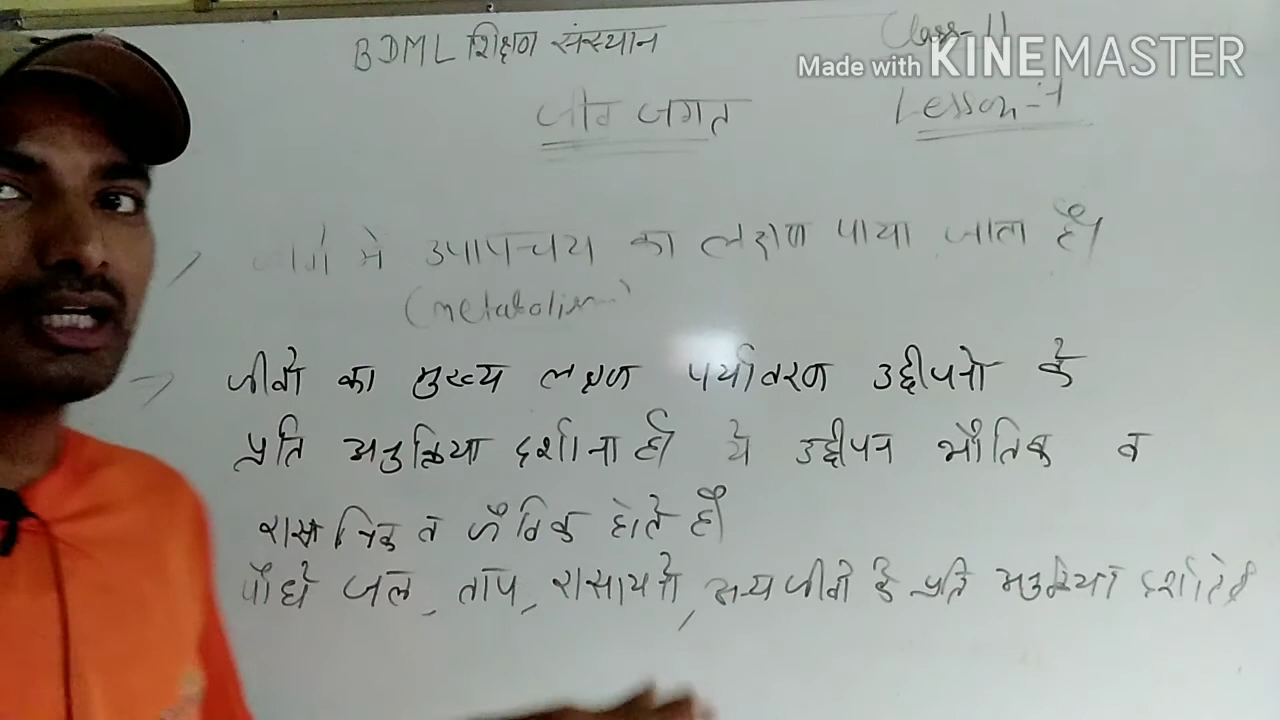 BDML शिक्षण संस्थान
Class-11
Made with KINEMASTER
जीव जगत
Lesson-1
में उपापचय का लक्षण पाया जाता है।
(metabolism)
→ जीवो का मुख्य लक्षण पर्यावरण उद्दीपनो के
प्रति अनुक्रिया दर्शाना है। ये उद्दीपन भौतिक व
व जैविक होते है।
पौधो जल, ताप, रासायनो, अन्य जीवो के प्रति अनुक्रिया दर्शाते है